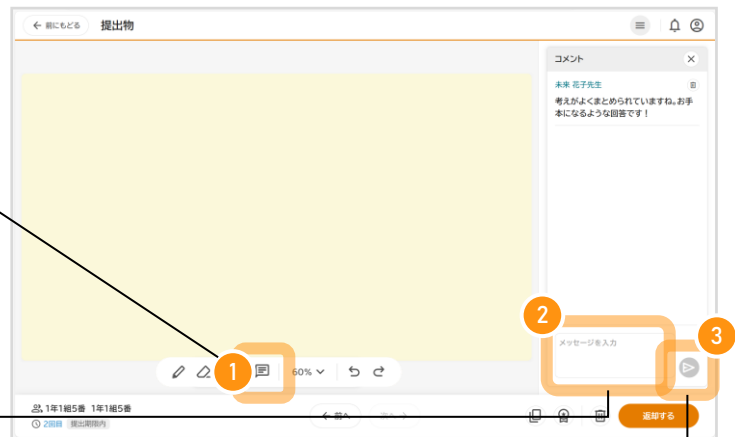 前にもどる 提出物
コメント
未来 花子先生
考えがよくまとめられていますね。お手
本になるような回答です！
2
メッセージを入力
3
1
60%
1年1組5番 1年1組5番
2回目 提出期限内
前へ
返却する